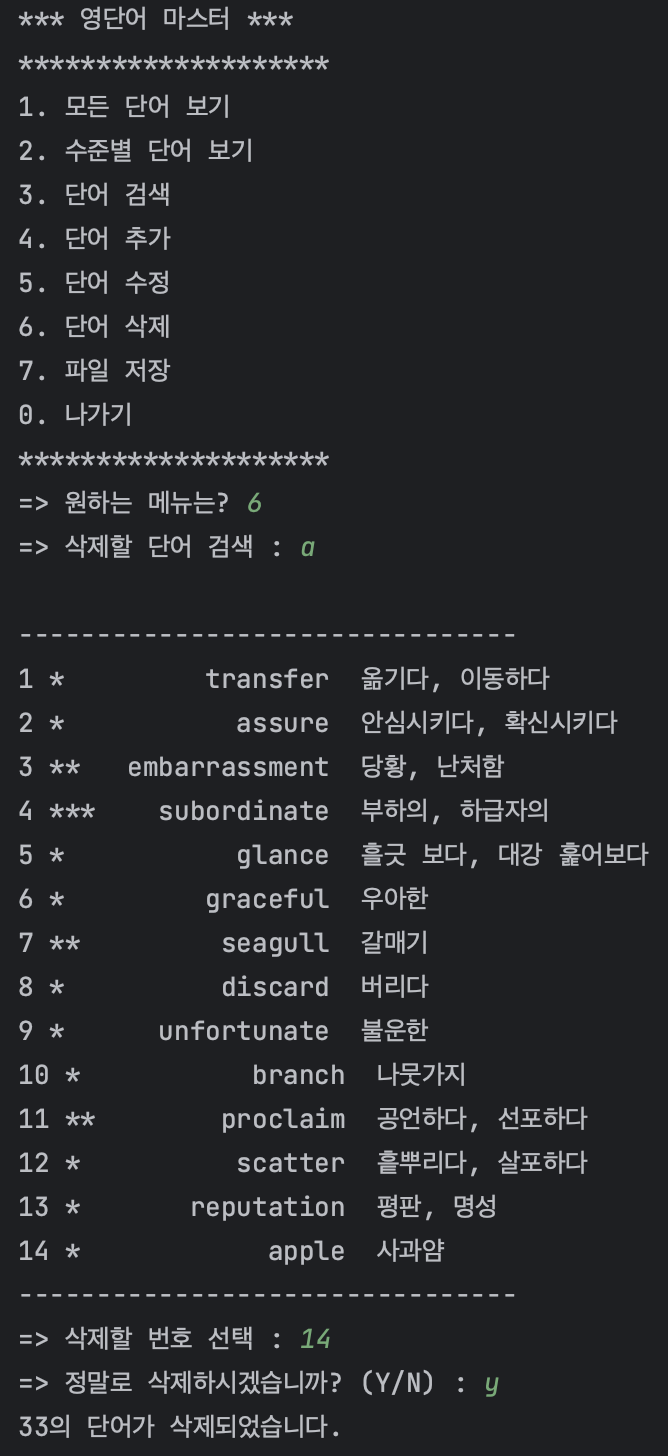 *** 영단어 마스터 ***
********************
1. 모든 단어 보기
2. 수준별 단어 보기
3. 단어 검색
4. 단어 추가
5. 단어 수정
6. 단어 삭제
7. 파일 저장
0. 나가기
********************
=> 원하는 메뉴는? 6
=> 삭제할 단어 검색 : a
--------------------------------
1 * transfer 옮기다, 이동하다
2 * assure 안심시키다, 확신시키다
3 ** embarrassment 당황, 난처함
4 *** subordinate 부하의, 하급자의
5 * glance 흘긋 보다, 대강 훑어보다
6 * graceful 우아한
7 ** seagull 갈매기
8 * discard 버리다
9 * unfortunate 불운한
10 * branch 나뭇가지
11 ** proclaim 공언하다, 선포하다
12 * scatter 흩뿌리다, 살포하다
13 * reputation 평판, 명성
14 * apple 사과얌
--------------------------------
=> 삭제할 번호 선택 : 14
=> 정말로 삭제하시겠습니까? (Y/N) : y
33의 단어가 삭제되었습니다.